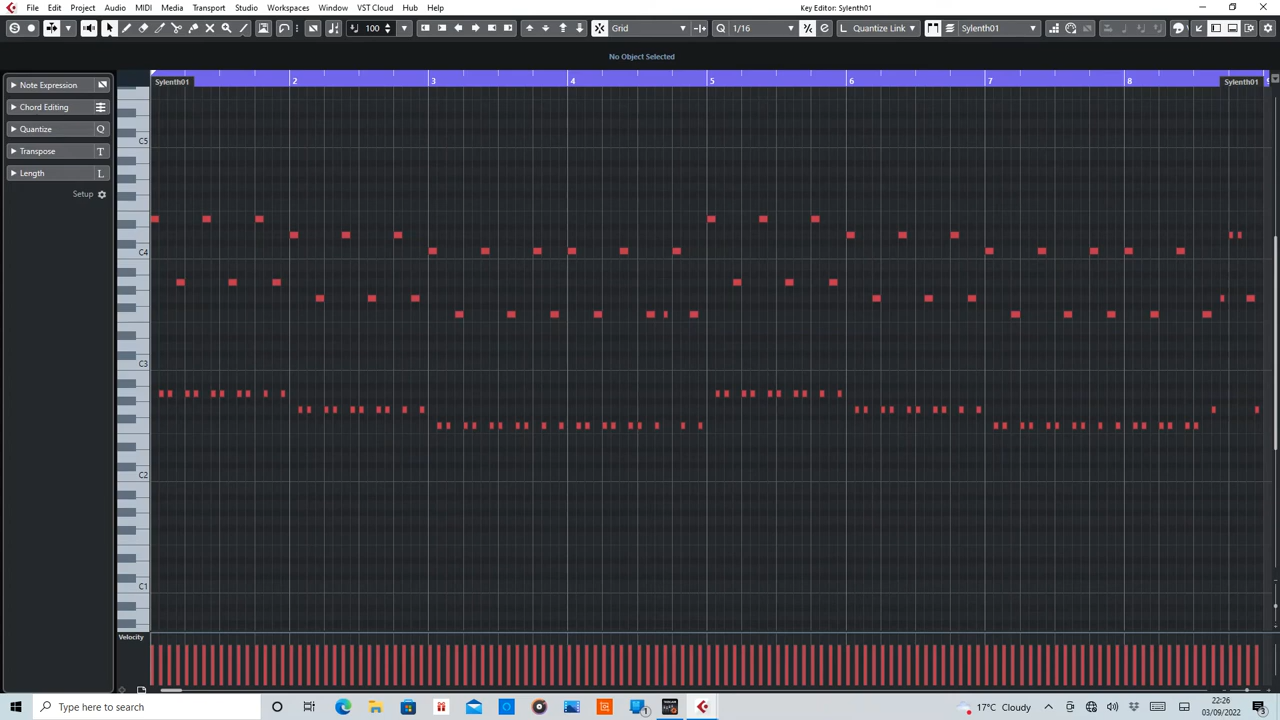 File Edit Project Audio MIDI Media Transport Studio Workspaces Window VST Cloud Hub Help
Key Editor: Sylenth01
S 100 Grid Q 1/16 e L Quantize Link Sylenth01
No Object Selected
Note Expression
Chord Editing
Quantize Q
Transpose T
Length L
Setup
Sylenth01 2 3 4 5 6 7 8 Sylenth01
C5
C4
C3
C2
C1
Velocity
Type here to search
17°C Cloudy
22:26
03/09/2022